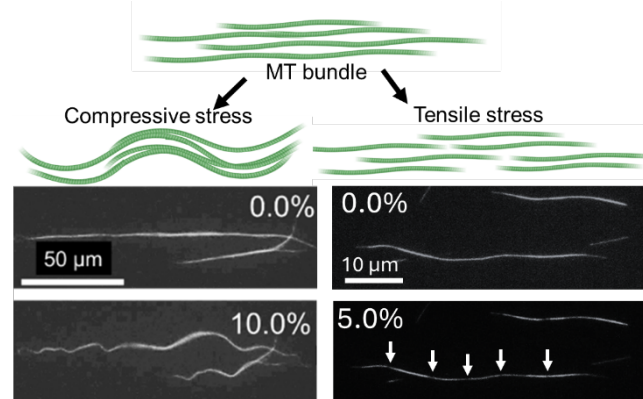 MT bundle
Compressive stress
Tensile stress
0.0%
50 µm
0.0%
10 µm
10.0%
5.0%